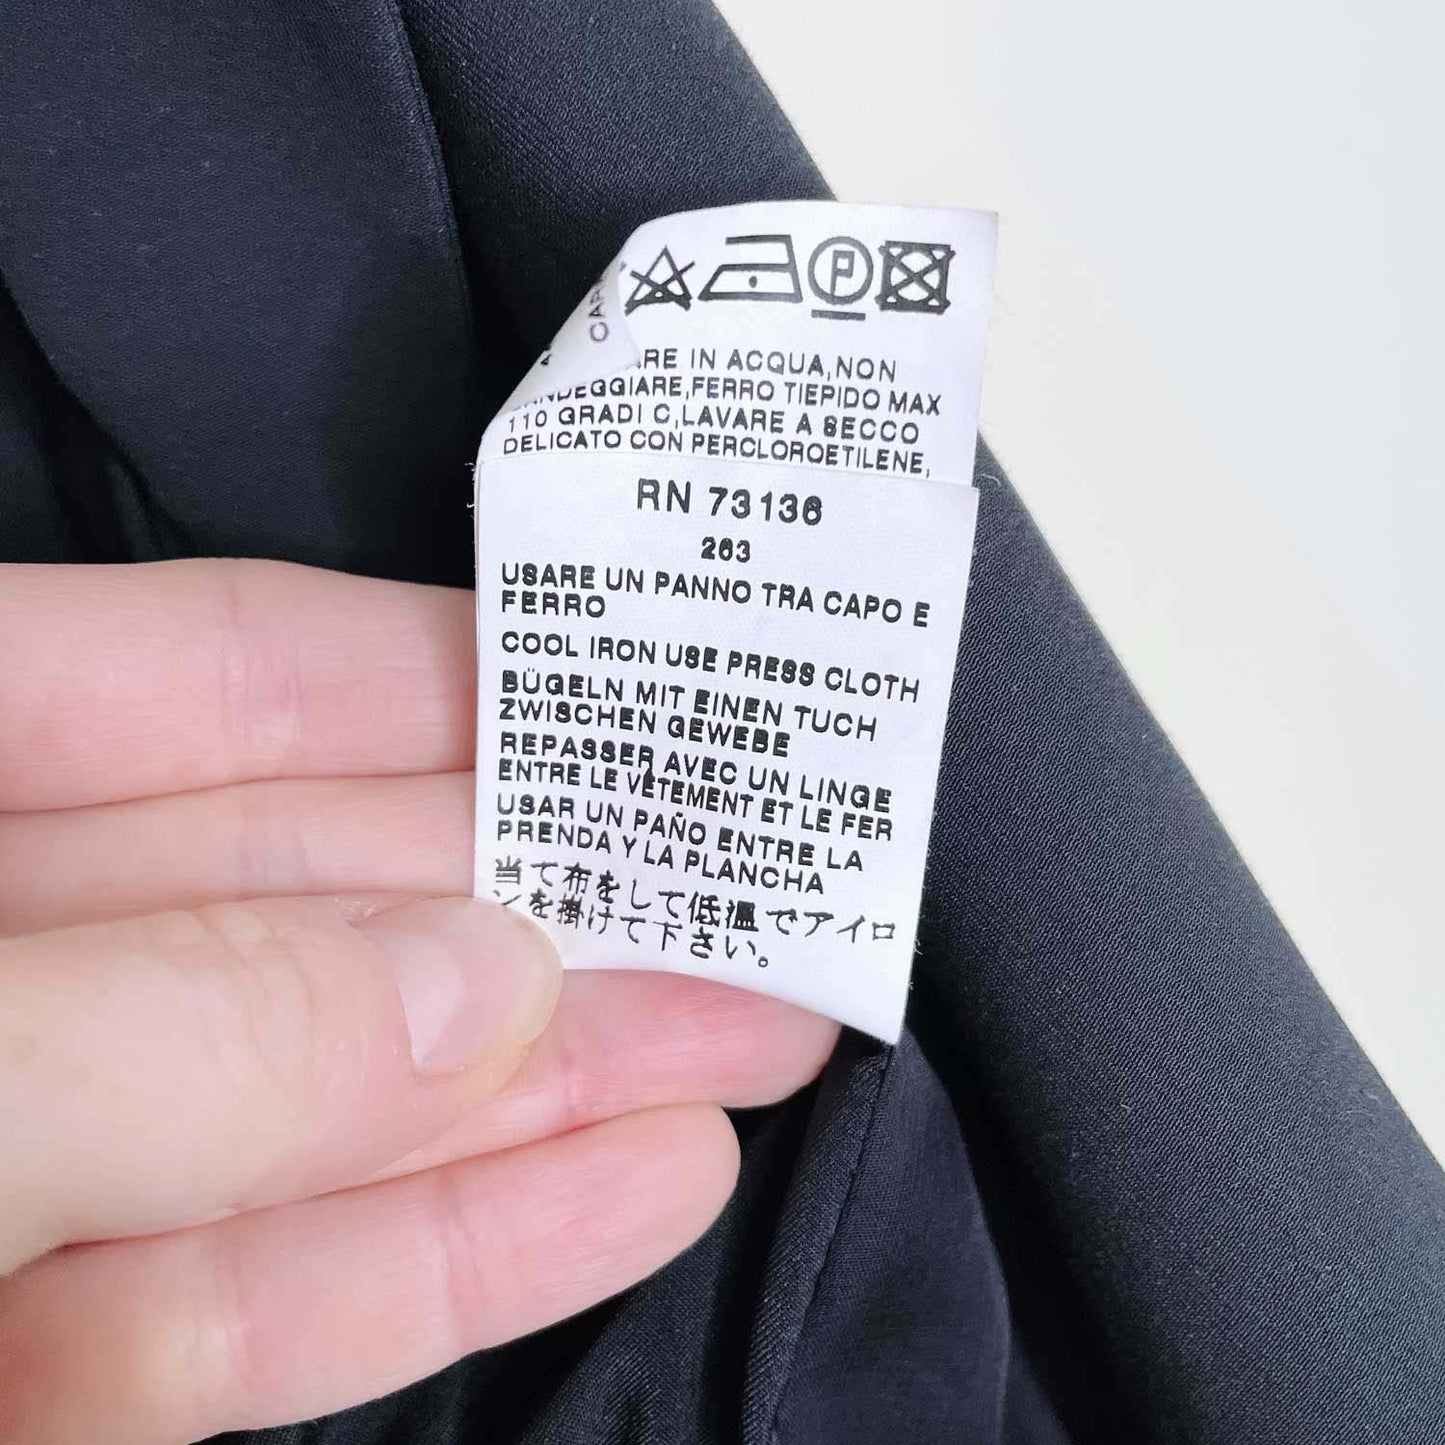 P
IN ACQUA,NON
FERRO TIEPIDO MAX
110 GRADI C,LAVARE A SECCO
DELICATO CON PERCLOROETILENE,
RN 73136
263
USARE UN PANNO TRA CAPO E
FERRO
COOL IRON USE PRESS CLOTH
BÜGELN MIT EINEN TUCH
ZWISCHEN GEWEBE
REPASSER AVEC UN LINGE
ENTRE LE VÊTEMENT ET LE FER
USAR UN PAÑO ENTRE LA
PRENDA Y LA PLANCHA
当て布をして低温でアイロ
ンを掛けて下さい。